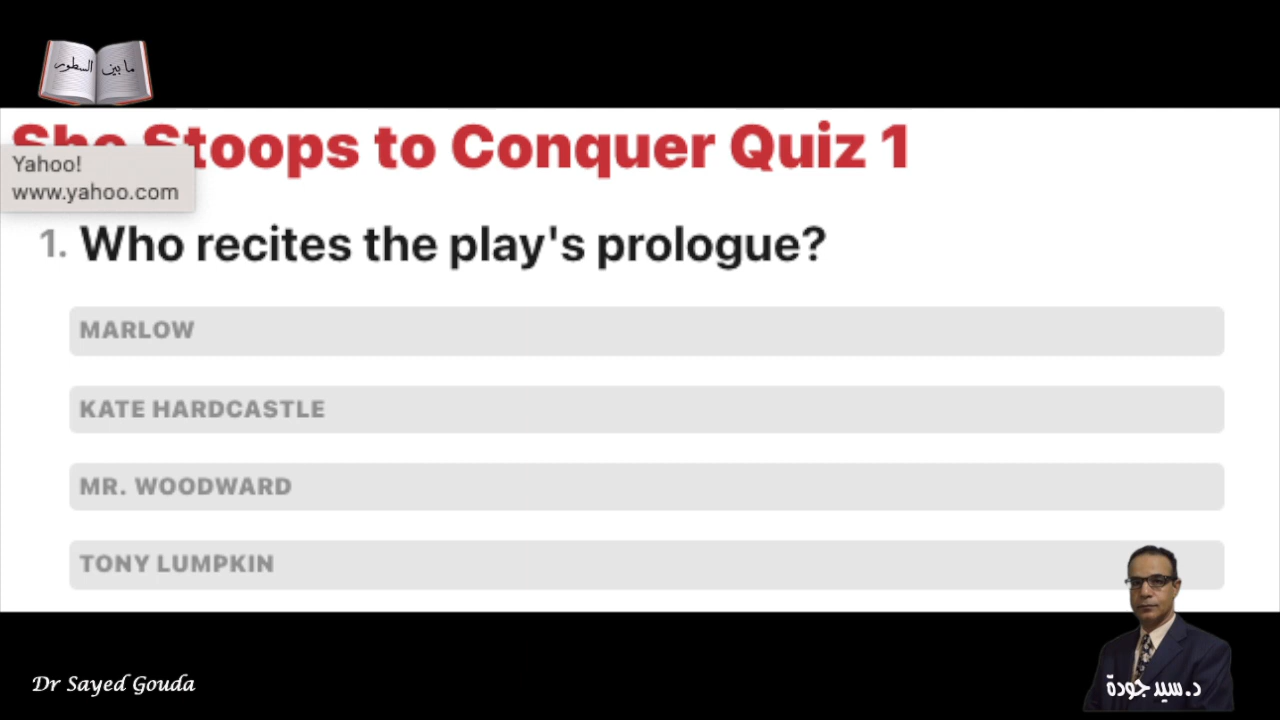 ما بين السطور
She Stoops to Conquer Quiz 1
Yahoo!
www.yahoo.com
1. Who recites the play's prologue?
MARLOW
KATE HARDCASTLE
MR. WOODWARD
TONY LUMPKIN
Dr Sayed Gouda
د. سيد جودة